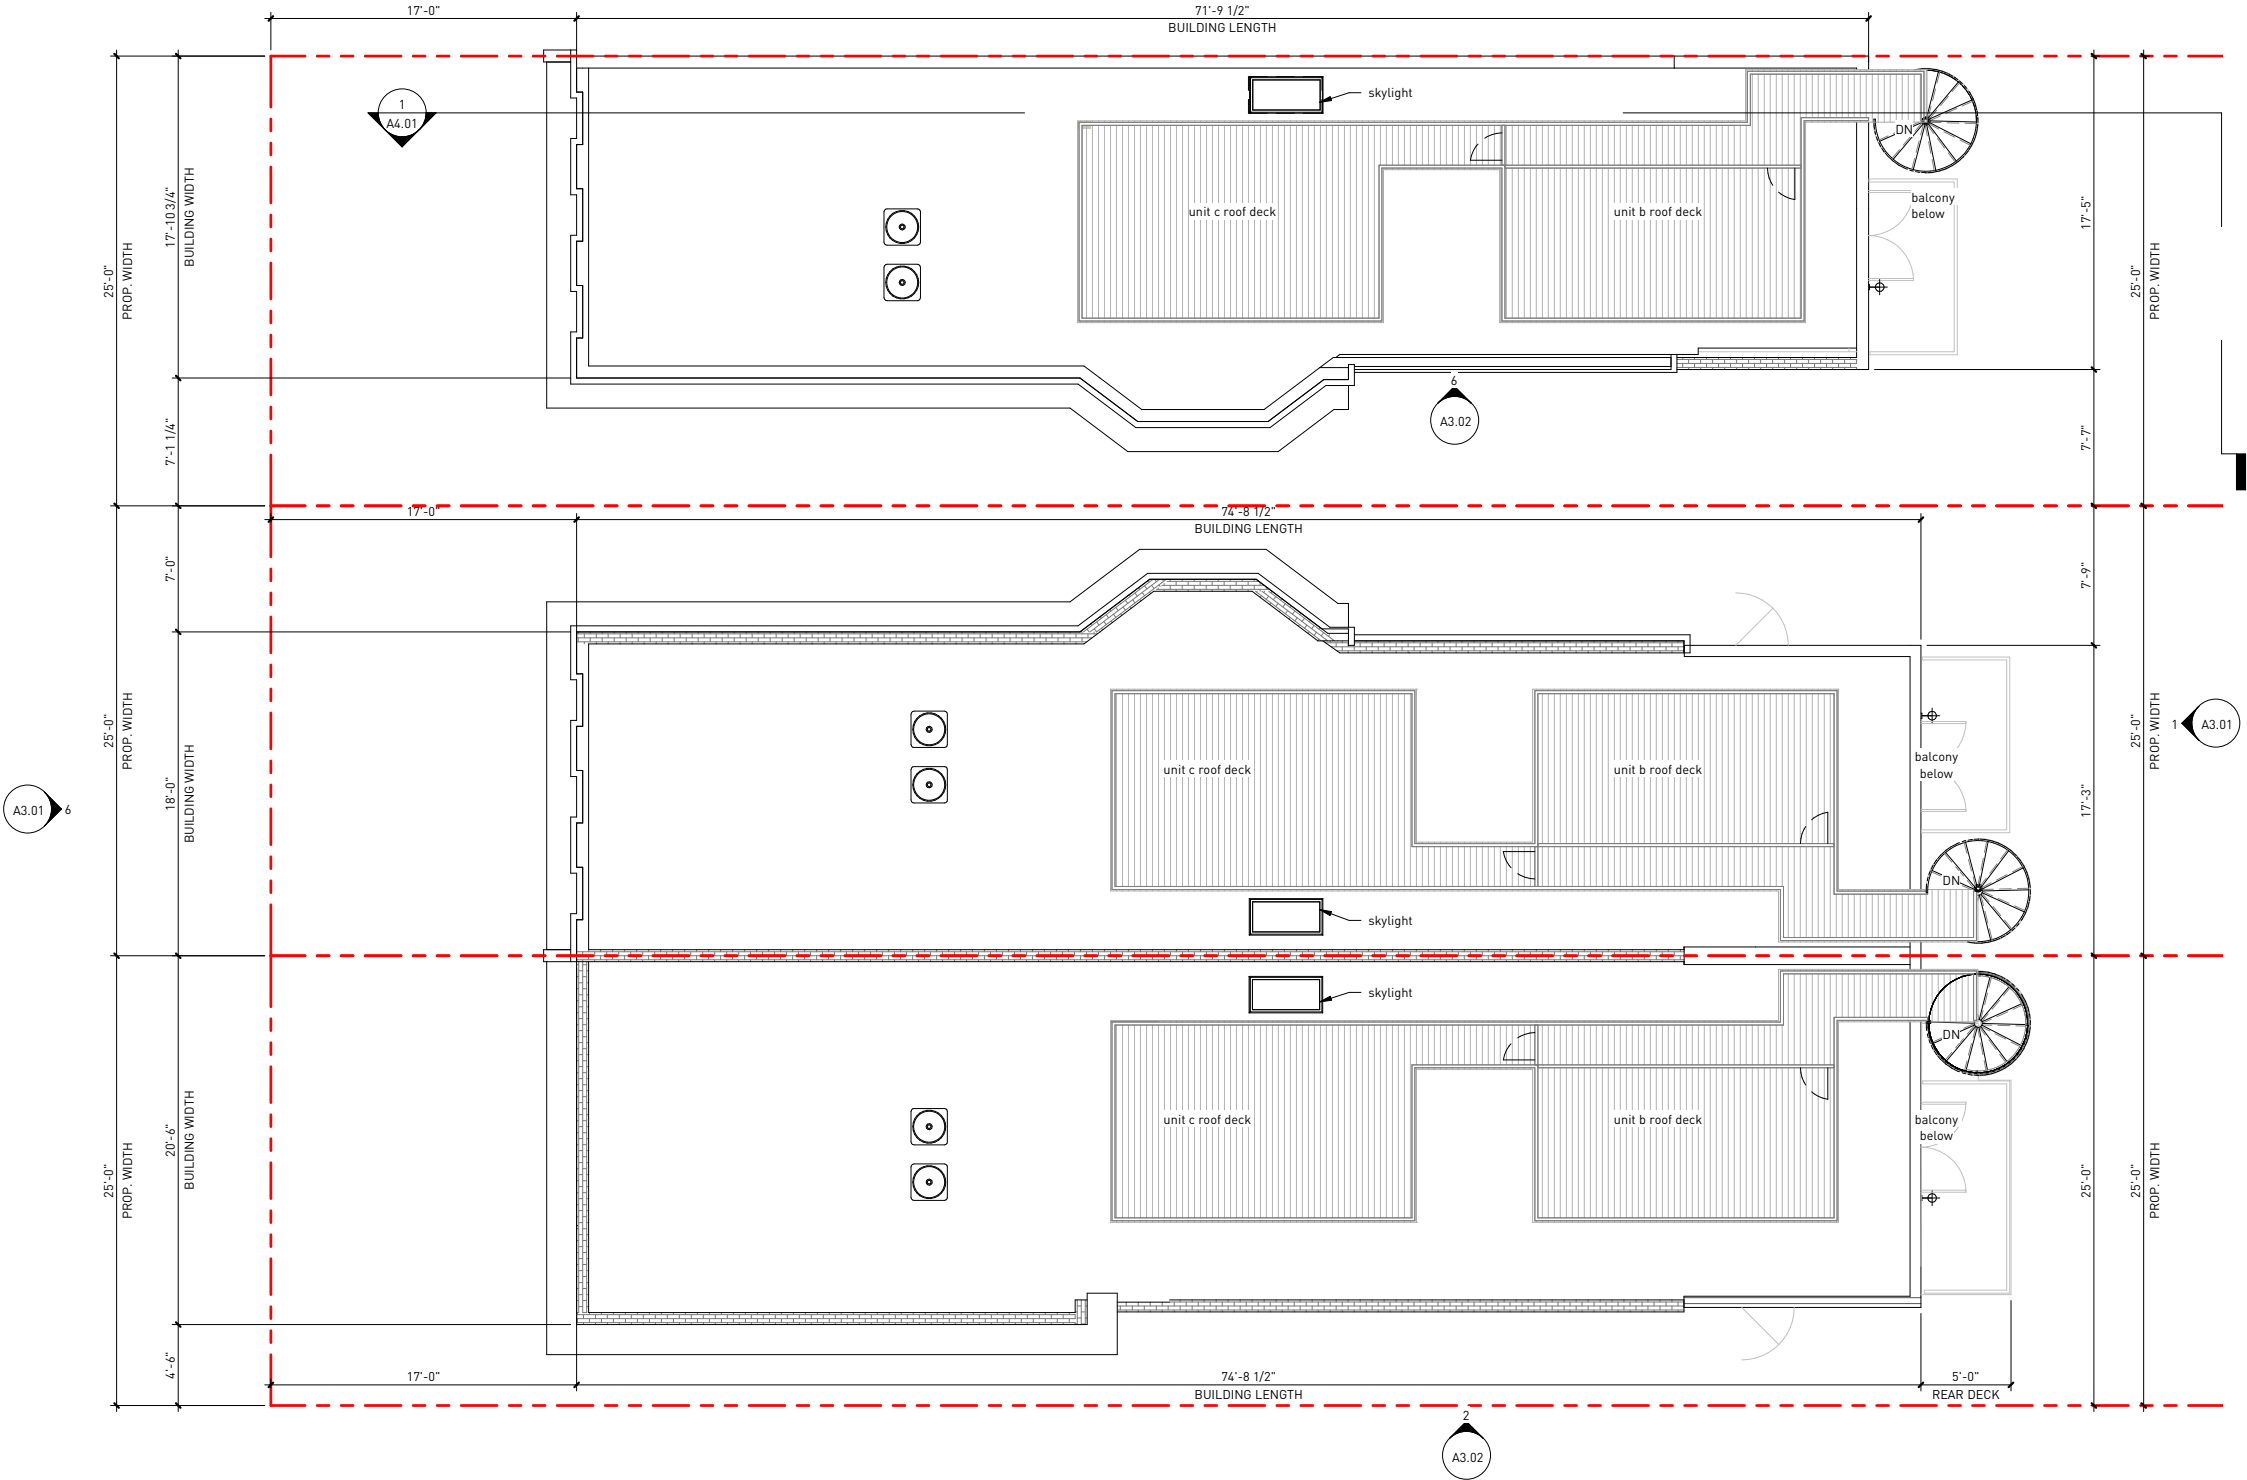 17'-0"
71'-9 1/2"
BUILDING LENGTH
skylight
1
A4.01
DN
17'-10 3/4"
BUILDING WIDTH
25'-0"
PROP. WIDTH
unit c roof deck
unit b roof deck
balcony
below
17'-5"
25'-0"
PROP. WIDTH
6
A3.02
7'-1 1/4"
7'-7"
17'-0"
74'-8 1/2"
BUILDING LENGTH
7'-0"
7'-9"
25'-0"
PROP. WIDTH
18'-0"
BUILDING WIDTH
unit c roof deck
unit b roof deck
balcony
below
25'-0"
PROP. WIDTH
1
A3.01
A3.01
6
17'-3"
DN
skylight
skylight
DN
20'-6"
BUILDING WIDTH
25'-0"
PROP. WIDTH
unit c roof deck
unit b roof deck
balcony
below
25'-0"
25'-0"
PROP. WIDTH
4'-6"
17'-0"
74'-8 1/2"
BUILDING LENGTH
5'-0"
REAR DECK
2
A3.02